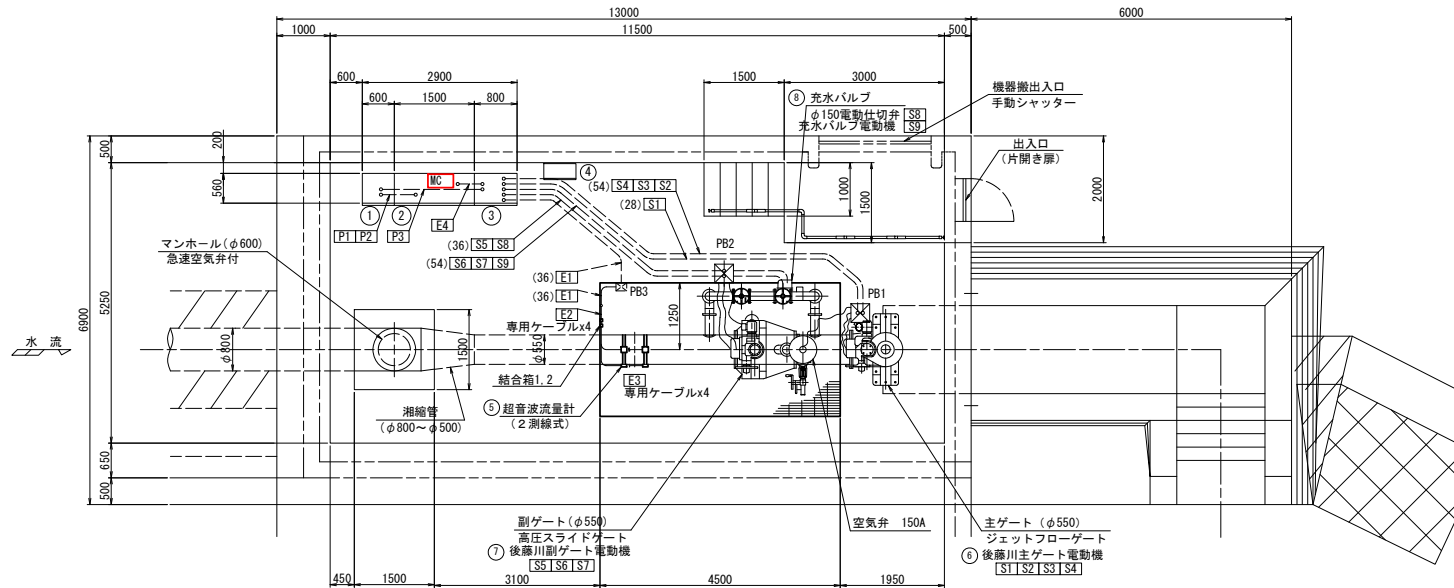 13000
6000
1000
11500
500
600
2900
1500
3000
600
1500
800
機器搬出入口
手動シャッター
⑧ 充水バルブ
φ150電動仕切弁 S8
充水バルブ電動機 S9
出入口
(片開き扉)
500
200
560
MC
④
① ② ③
P1 P2
P3
E4
(54) S4 S3 S2
(28) S1
1000
1500
2000
マンホール(φ600)
急速空気弁付
(36) S5 S8
(54) S6 S7 S9
PB2
(36) E1
PB3
PB1
(36) E1
E2
専用ケーブルx4
1250
6900
5250
水 流
φ800
1500
φ550
結合箱1,2
E3
専用ケーブルx4
⑤ 超音波流量計
(2測線式)
湘縮管
(φ800~φ500)
650
500
副ゲート(φ550)
高圧スライドゲート
⑦ 後藤川副ゲート電動機
S5 S6 S7
空気弁 150A
主ゲート (φ550)
ジェットフローゲート
⑥ 後藤川主ゲート電動機
S1 S2 S3 S4
450
1500
3100
4500
1950